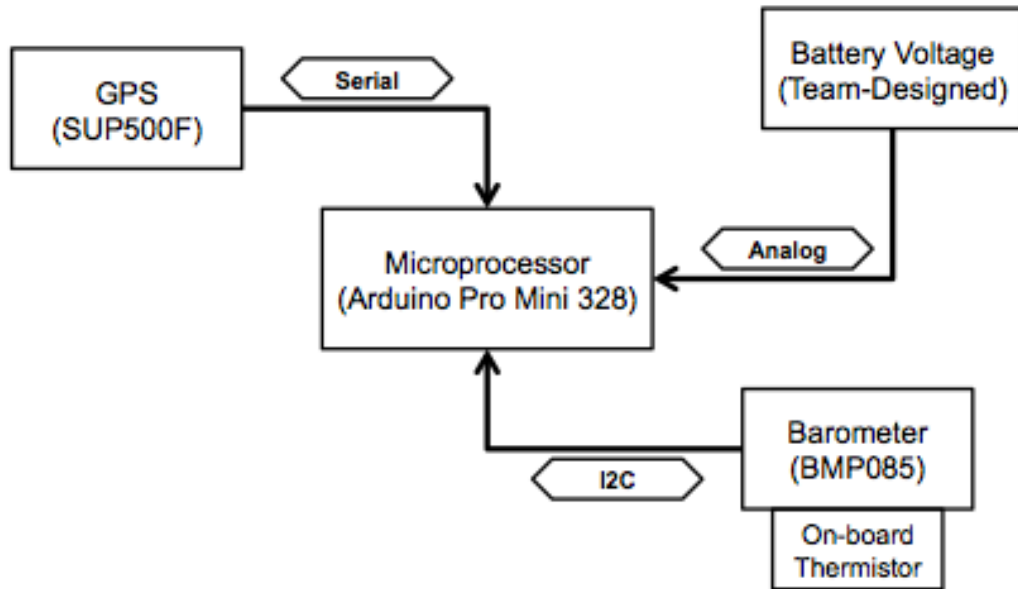 GPS
(SUP500F)
Serial
Battery Voltage
(Team-Designed)
Microprocessor
(Arduino Pro Mini 328)
Analog
I2C
Barometer
(BMP085)
On-board
Thermistor